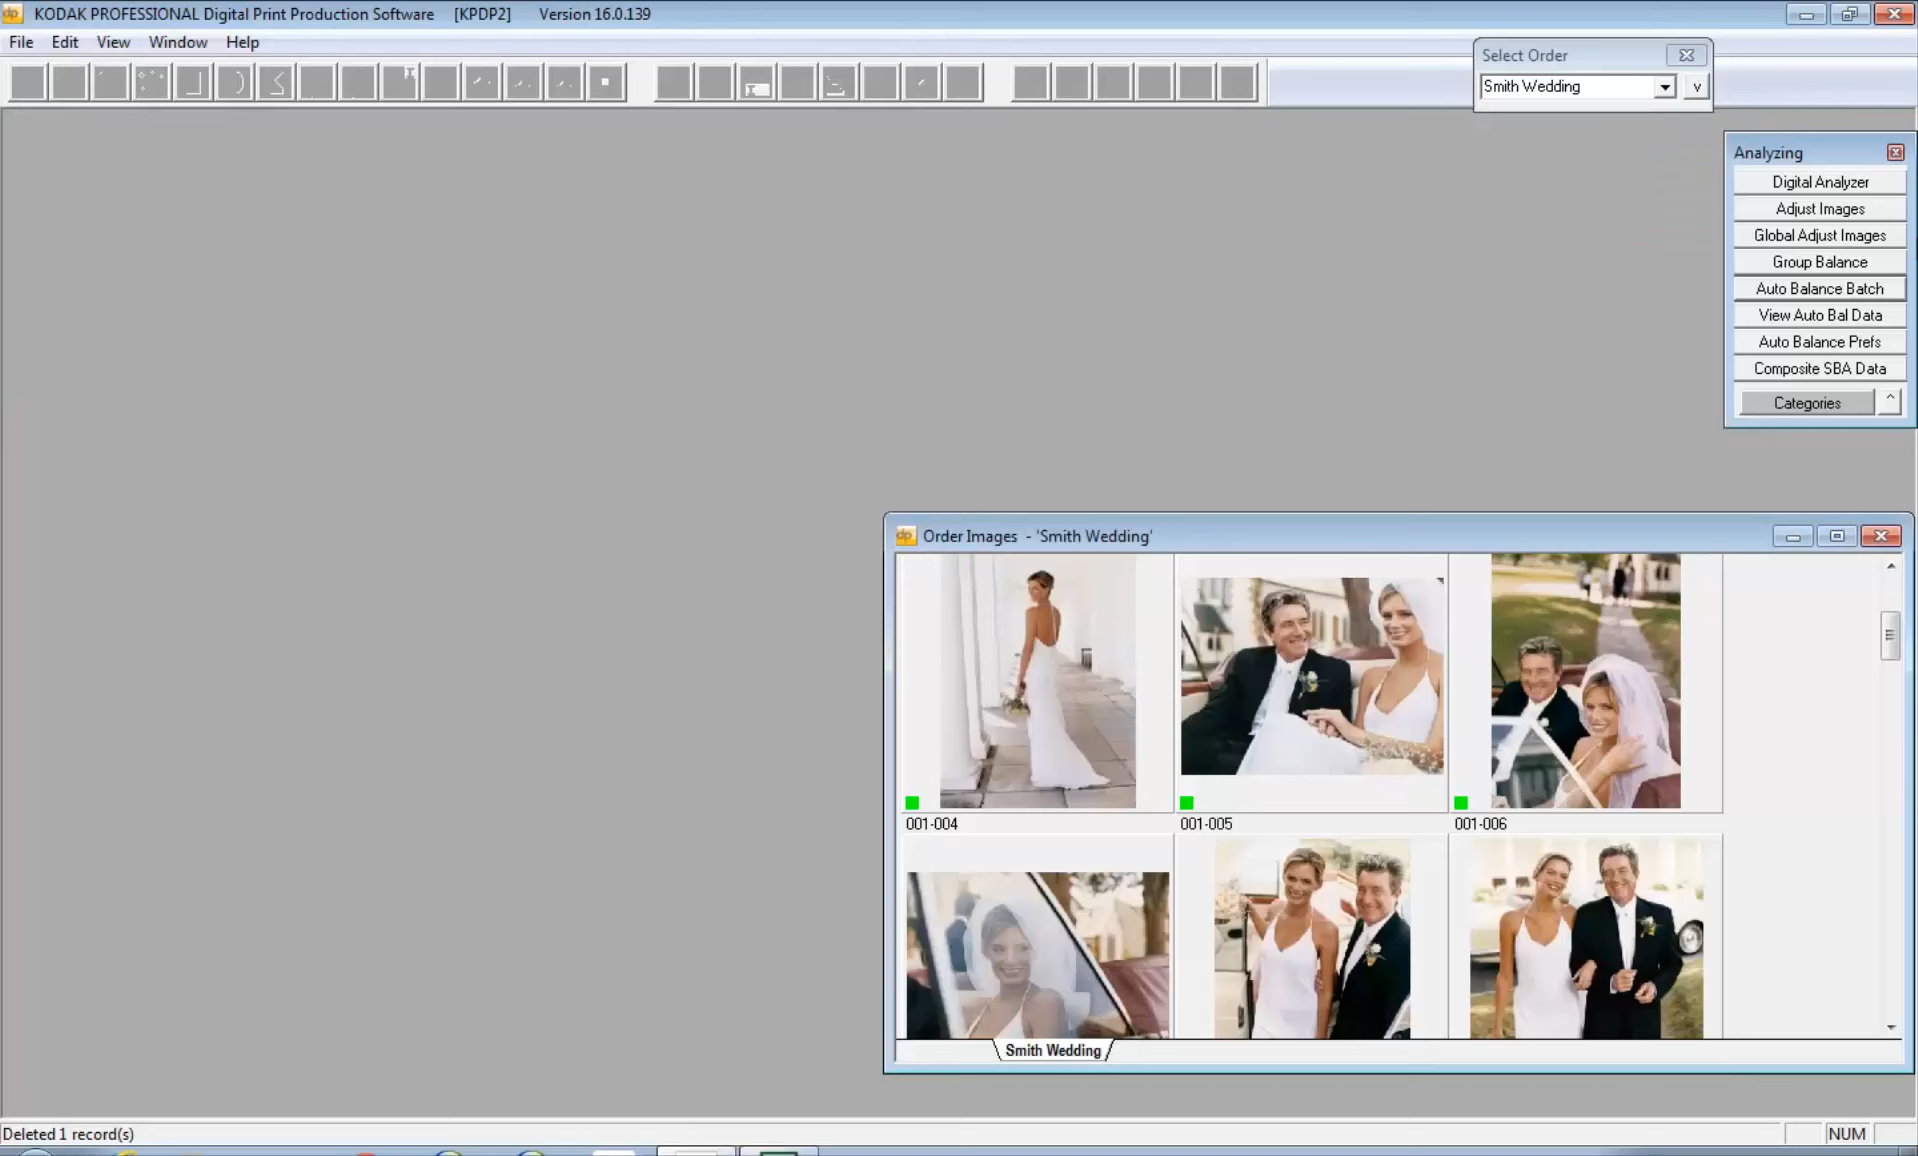 KODAK PROFESSIONAL Digital Print Production Software [KPDP2] Version 16.0.139
File Edit View Window Help
Select Order
Smith Wedding
v
Analyzing
Digital Analyzer
Adjust Images
Global Adjust Images
Group Balance
Auto Balance Batch
View Auto Bal Data
Auto Balance Prefs
Composite SBA Data
Categories ^
dp Order Images - 'Smith Wedding'
001-004 001-005 001-006
Smith Wedding
Deleted 1 record(s) NUM